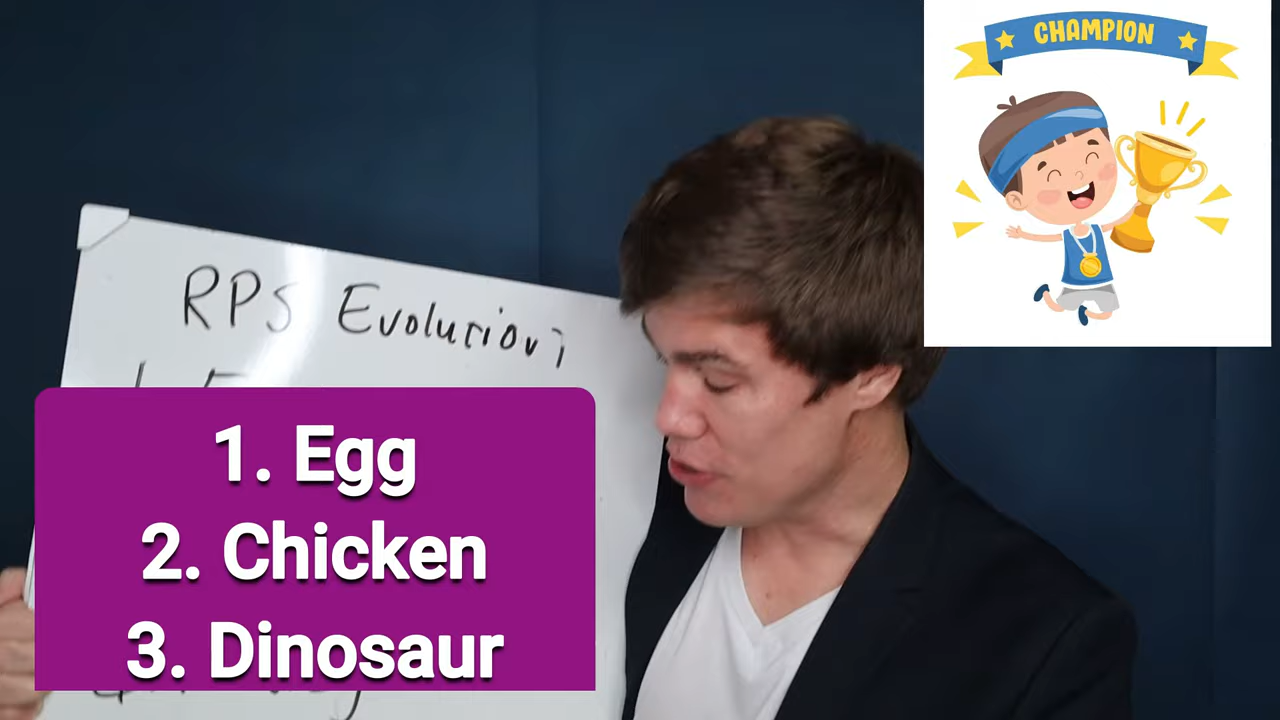 CHAMPION
RPS Evolution:
1. Egg
2. Chicken
3. Dinosaur